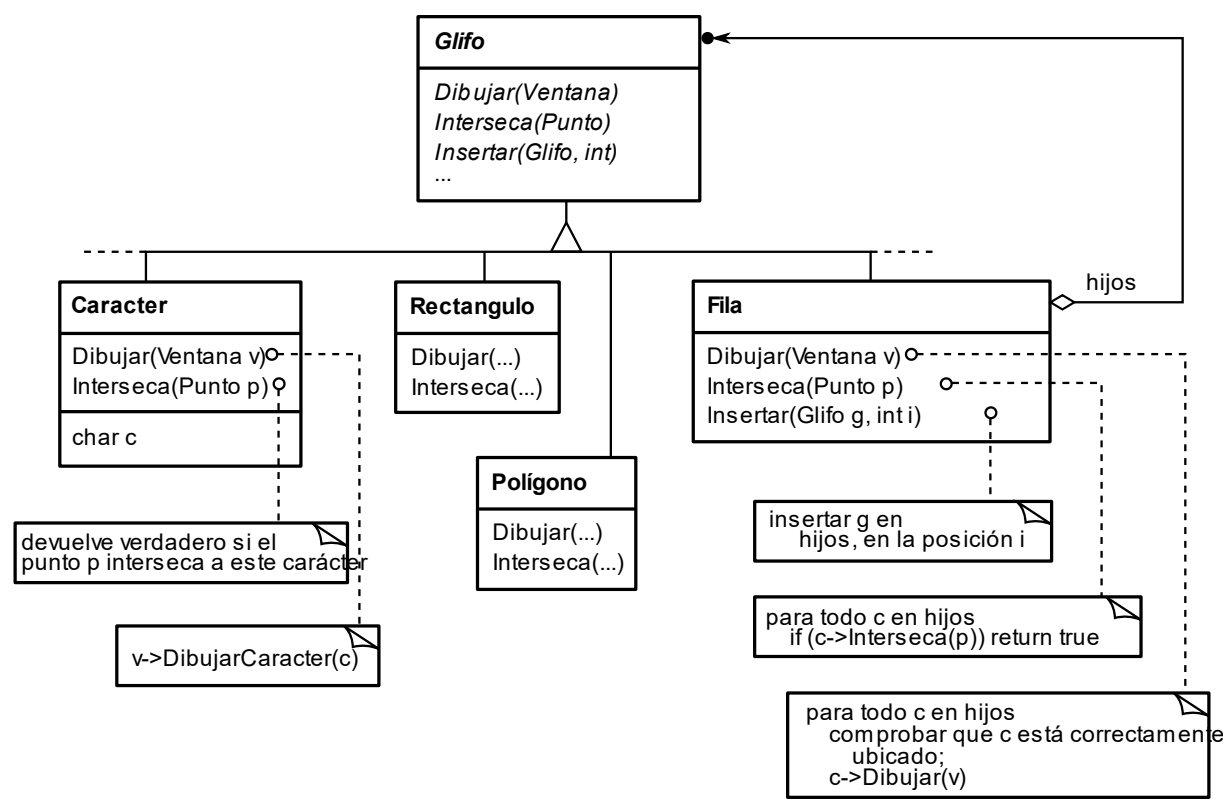 Glifo
Dibujar(Ventana)
Interseca(Punto)
Insertar(Glifo, int)
...
hijos
Caracter
Dibujar(Ventana v)
Interseca(Punto p)
char c
Rectangulo
Dibujar(...)
Interseca(...)
Polígono
Dibujar(...)
Interseca(...)
Fila
Dibujar(Ventana v)
Interseca(Punto p)
Insertar(Glifo g, int i)
devuelve verdadero si el
punto p interseca a este carácter
v->DibujarCaracter(c)
insertar g en
hijos, en la posición i
para todo c en hijos
if (c->Interseca(p)) return true
para todo c en hijos
comprobar que c está correctamente
ubicado;
c->Dibujar(v)